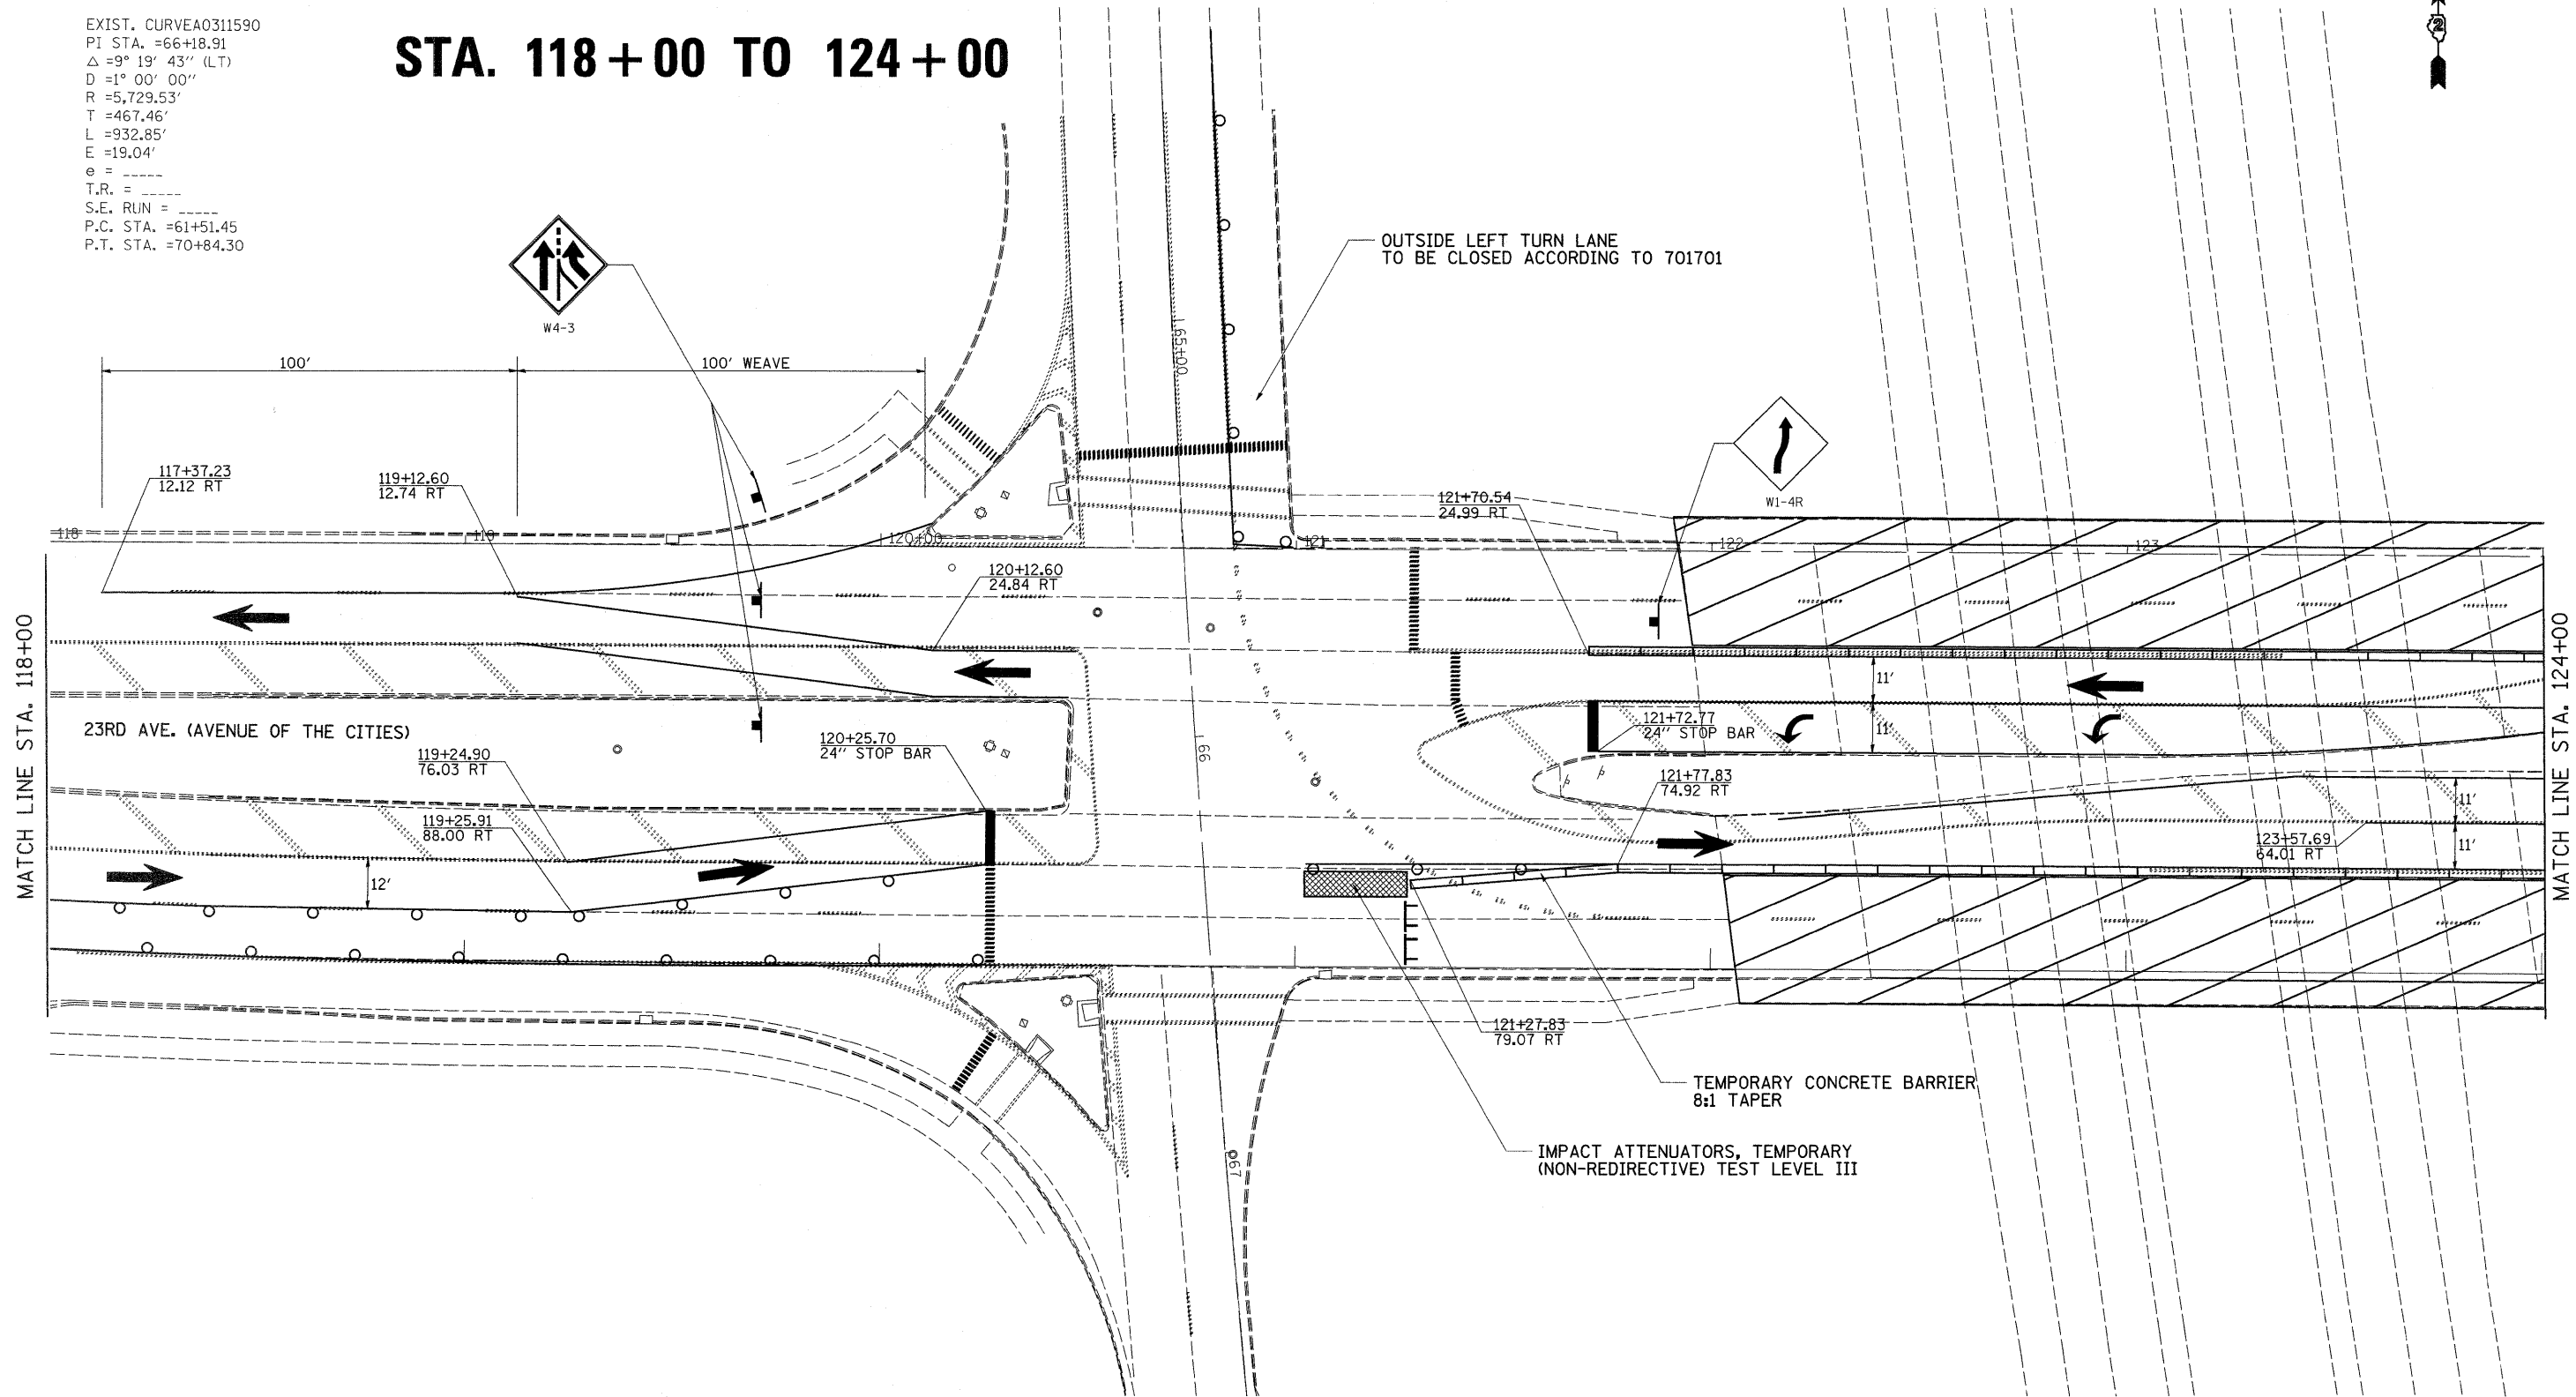 EXIST. CURVEA0311590
PI STA. =66+18.91
△ =9° 19' 43" (LT)
D =1° 00' 00"
R =5,729.53'
T =467.46'
L =932.85'
E =19.04'
e = _____
T.R. = _____
S.E. RUN = _____
P.C. STA. =61+51.45
P.T. STA. =70+84.30
STA. 118+00 TO 124+00
2
W4-3
OUTSIDE LEFT TURN LANE
TO BE CLOSED ACCORDING TO 701701
65+00
100'
100' WEAVE
117+37.23
12.12 RT
119+12.60
12.74 RT
121+70.54
24.99 RT
W1-4R
118
119
120+00
121
122
123
120+12.60
24.84 RT
MATCH LINE STA. 118+00
MATCH LINE STA. 124+00
11'
11'
23RD AVE. (AVENUE OF THE CITIES)
121+72.77
24" STOP BAR
66
120+25.70
24" STOP BAR
119+24.90
76.03 RT
121+77.83
74.92 RT
119+25.91
88.00 RT
11'
11'
123+57.69
64.01 RT
12'
121+27.83
79.07 RT
TEMPORARY CONCRETE BARRIER
8:1 TAPER
IMPACT ATTENUATORS, TEMPORARY
(NON-REDIRECTIVE) TEST LEVEL III
67